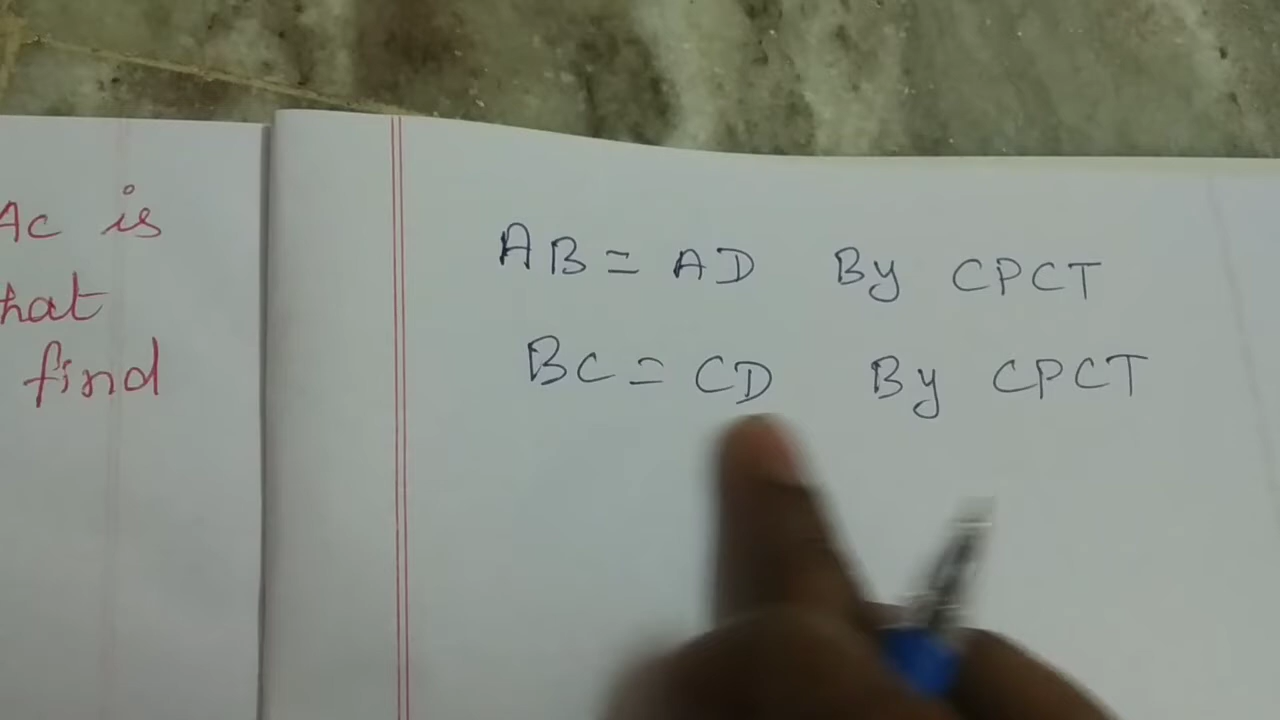 Ac is
hat
find
AB = AD By CPCT
BC = CD By CPCT